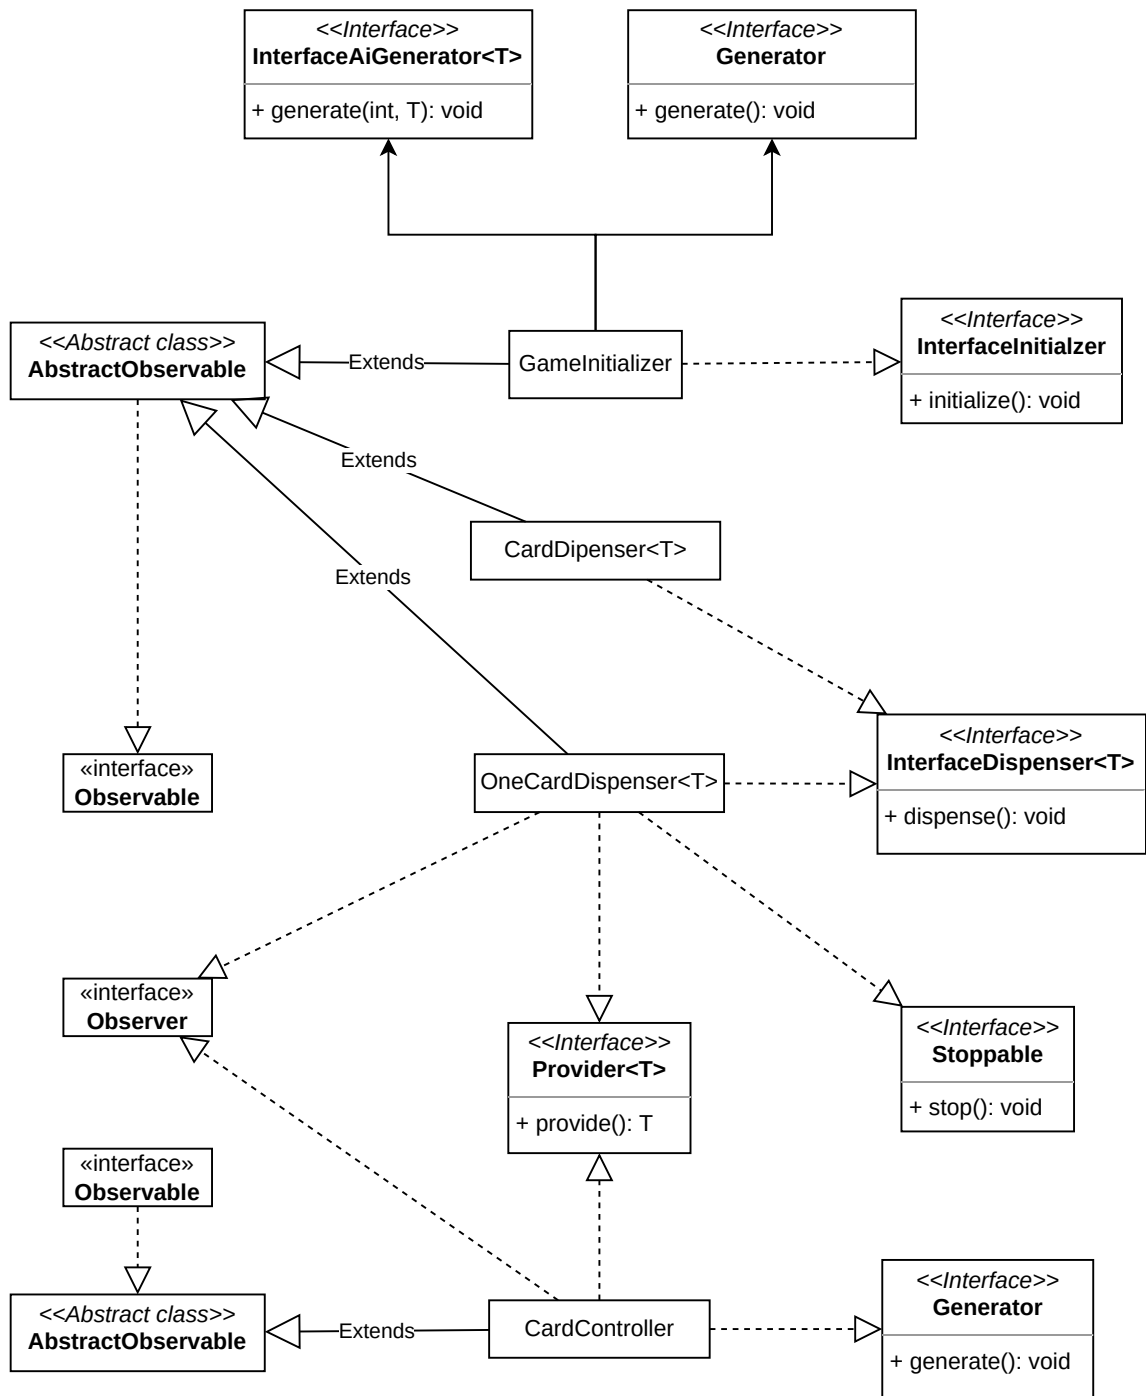 <<Interface>>
InterfaceAiGenerator<T>
+ generate(int, T): void
<<Interface>>
Generator
+ generate(): void
<<Abstract class>>
AbstractObservable
Extends
GameInitializer
<<Interface>>
InterfaceInitialzer
+ initialize(): void
Extends
CardDipenser<T>
Extends
«interface»
Observable
OneCardDispenser<T>
<<Interface>>
InterfaceDispenser<T>
+ dispense(): void
«interface»
Observer
<<Interface>>
Provider<T>
+ provide(): T
<<Interface>>
Stoppable
+ stop(): void
«interface»
Observable
<<Abstract class>>
AbstractObservable
Extends
CardController
<<Interface>>
Generator
+ generate(): void